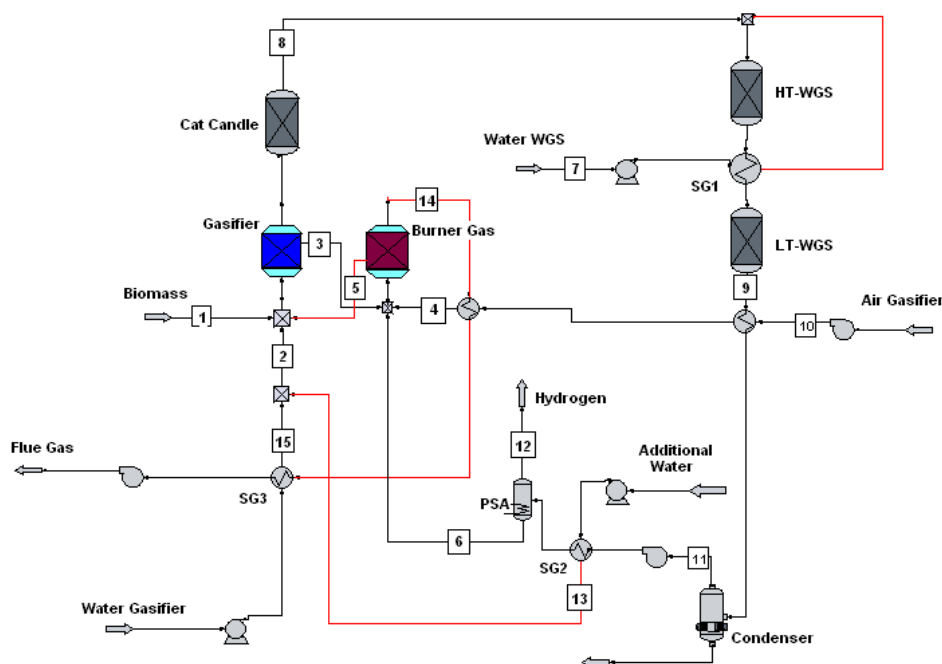 8
HT-WGS
Cat Candle
Water WGS
7
SG1
14
Gasifier
3
Burner Gas
LT-WGS
5
9
Biomass
Air Gasifier
1
4
10
2
Hydrogen
Flue Gas
15
12
Additional
Water
SG3
PSA
6
SG2
11
13
Water Gasifier
Condenser